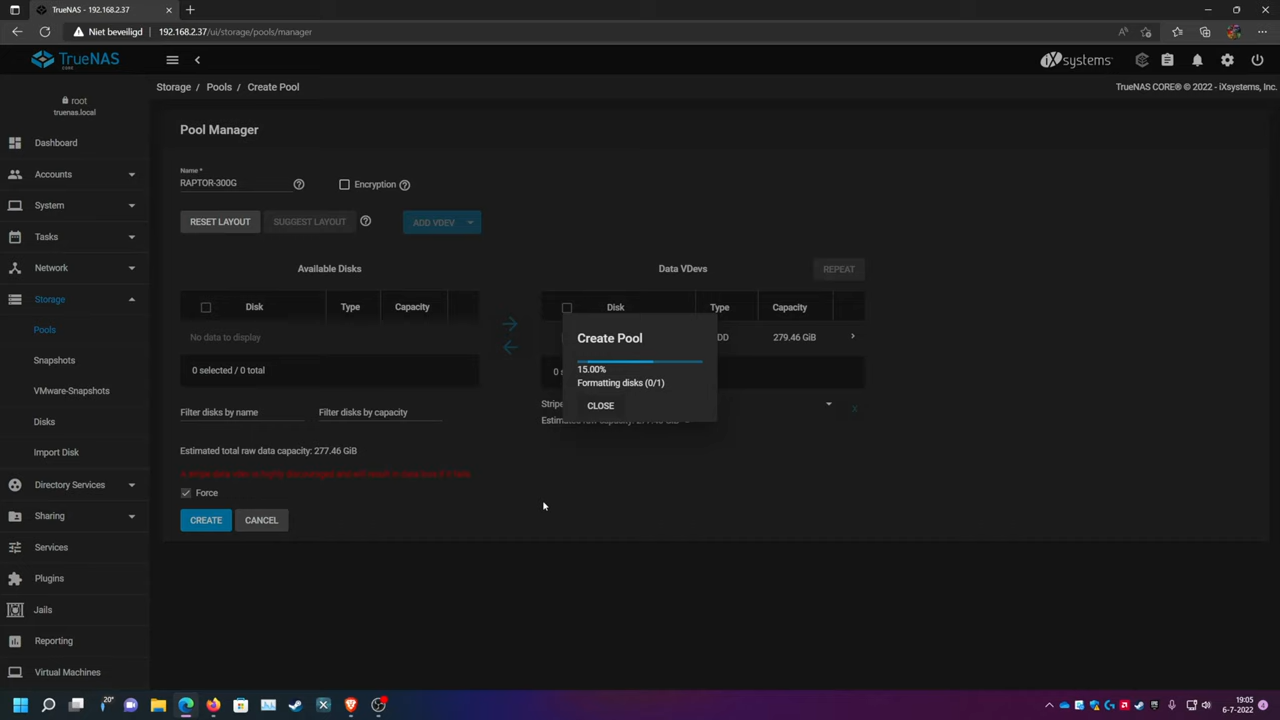 TrueNAS - 192.168.2.37
Niet beveiligd 192.168.2.37/ui/storage/pools/manager
TrueNAS
CORE
iXsystems
root
truenas.local
Storage / Pools / Create Pool
TrueNAS CORE® © 2022 - iXsystems, Inc.
Dashboard
Accounts
System
Tasks
Network
Storage
Pools
Snapshots
VMware-Snapshots
Disks
Import Disk
Directory Services
Sharing
Services
Plugins
Jails
Reporting
Virtual Machines
Pool Manager
Name *
RAPTOR-300G
Encryption
RESET LAYOUT
SUGGEST LAYOUT
ADD VDEV
Available Disks
Disk Type Capacity
No data to display
0 selected / 0 total
Filter disks by name
Filter disks by capacity
Data VDevs
REPEAT
Disk Type Capacity
DD 279.46 GiB
0 s
Stripe
Create Pool
15.00%
Formatting disks (0/1)
CLOSE
Estimated total raw data capacity: 277.46 GiB
Force
CREATE
CANCEL
20°
19:05
6-7-2022